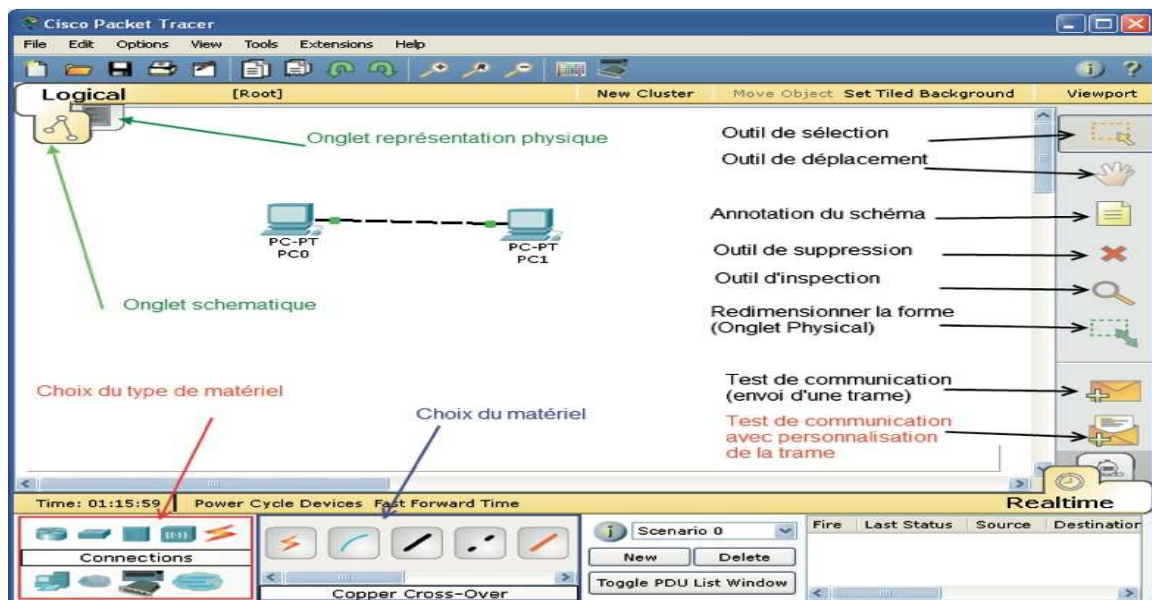 Cisco Packet Tracer
File Edit Options View Tools Extensions Help
Logical [Root] New Cluster Move Object Set Tiled Background Viewport
Onglet représentation physique
Outil de sélection
Outil de déplacement
PC-PT
PC0
PC-PT
PC1
Annotation du schéma
Outil de suppression
Outil d'inspection
Onglet schematique
Redimensionner la forme
(Onglet Physical)
Choix du type de matériel
Choix du matériel
Test de communication
(envoi d'une trame)
Test de communication
avec personnalisation
de la trame
Time: 01:15:59 Power Cycle Devices Fast Forward Time Realtime
Connections
Copper Cross-Over
Scenario 0
New Delete
Toggle PDU List Window
Fire Last Status Source Destination